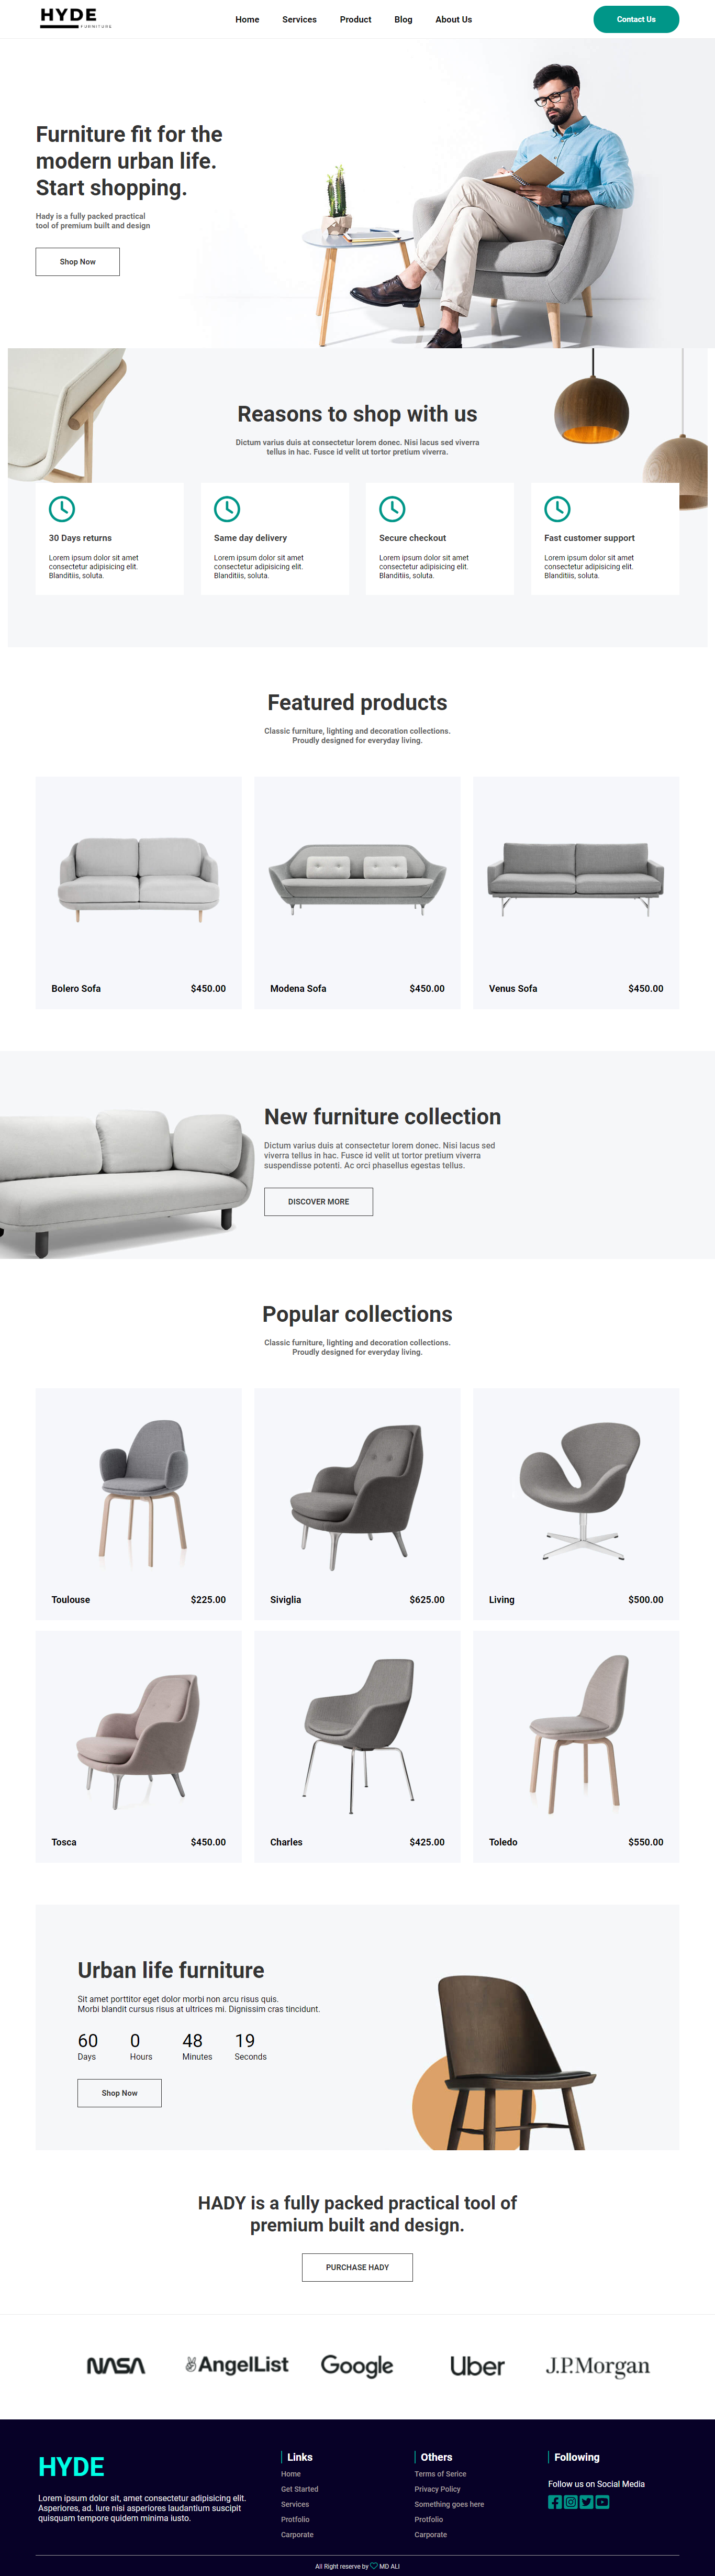 HYDE
FURNITURE
Home
Services
Product
Blog
About Us
Contact Us
Furniture fit for the
modern urban life.
Start shopping.
Hady is a fully packed practical
tool of premium built and design
Shop Now
Reasons to shop with us
Dictum varius duis at consectetur lorem donec. Nisi lacus sed viverra
tellus in hac. Fusce id velit ut tortor pretium viverra.
30 Days returns
Lorem ipsum dolor sit amet
consectetur adipisicing elit.
Blanditiis, soluta.
Same day delivery
Lorem ipsum dolor sit amet
consectetur adipisicing elit.
Blanditiis, soluta.
Secure checkout
Lorem ipsum dolor sit amet
consectetur adipisicing elit.
Blanditiis, soluta.
Fast customer support
Lorem ipsum dolor sit amet
consectetur adipisicing elit.
Blanditiis, soluta.
Featured products
Classic furniture, lighting and decoration collections.
Proudly designed for everyday living.
Bolero Sofa
$450.00
Modena Sofa
$450.00
Venus Sofa
$450.00
New furniture collection
Dictum varius duis at consectetur lorem donec. Nisi lacus sed
viverra tellus in hac. Fusce id velit ut tortor pretium viverra
suspendisse potenti. Ac orci phasellus egestas tellus.
DISCOVER MORE
Popular collections
Classic furniture, lighting and decoration collections.
Proudly designed for everyday living.
Toulouse
$225.00
Siviglia
$625.00
Living
$500.00
Tosca
$450.00
Charles
$425.00
Toledo
$550.00
Urban life furniture
Sit amet porttitor eget dolor morbi non arcu risus quis.
Morbi blandit cursus risus at ultrices mi. Dignissim cras tincidunt.
60
Days
0
Hours
48
Minutes
19
Seconds
Shop Now
HADY is a fully packed practical tool of
premium built and design.
PURCHASE HADY
NASA
AngelList
Google
Uber
J.P.Morgan
HYDE
Lorem ipsum dolor sit, amet consectetur adipisicing elit.
Asperiores, ad. Iure nisi asperiores laudantium suscipit
quisquam tempore quidem minima iusto.
Links
Home
Get Started
Services
Protfolio
Carporate
Others
Terms of Serice
Privacy Policy
Something goes here
Protfolio
Carporate
Following
Follow us on Social Media
All Right reserve by MD ALI